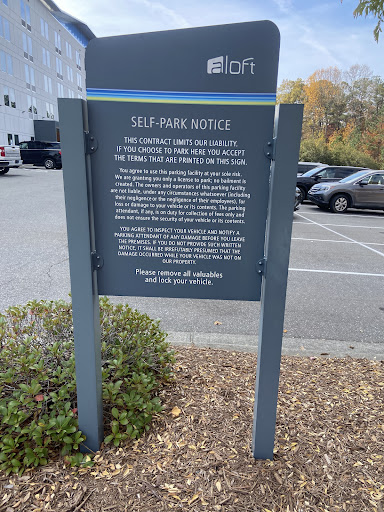 aloft
SELF-PARK NOTICE
THIS CONTRACT LIMITS OUR LIABILITY.
IF YOU CHOOSE TO PARK HERE YOU ACCEPT
THE TERMS THAT ARE PRINTED ON THIS SIGN.
You agree to use this parking facility at your sole risk.
We are granting you only a license to park; no bailment is
created. The owners and operators of this parking facility
are not liable, under any circumstances whatsoever (including
their negligence or the negligence of their employees), for
loss or damage to your vehicle or its contents. The parking
attendant, if any, is on duty for collection of fees only and
does not ensure the security of your vehicle or its contents.
YOU AGREE TO INSPECT YOUR VEHICLE AND NOTIFY A
PARKING ATTENDANT OF ANY DAMAGE BEFORE YOU LEAVE
THE PREMISES. IF YOU DO NOT PROVIDE SUCH WRITTEN
NOTICE, IT SHALL BE IRREFUTABLY PRESUMED THAT THE
DAMAGE OCCURRED WHILE YOUR VEHICLE WAS NOT ON
OUR PROPERTY.
Please remove all valuables
and lock your vehicle.